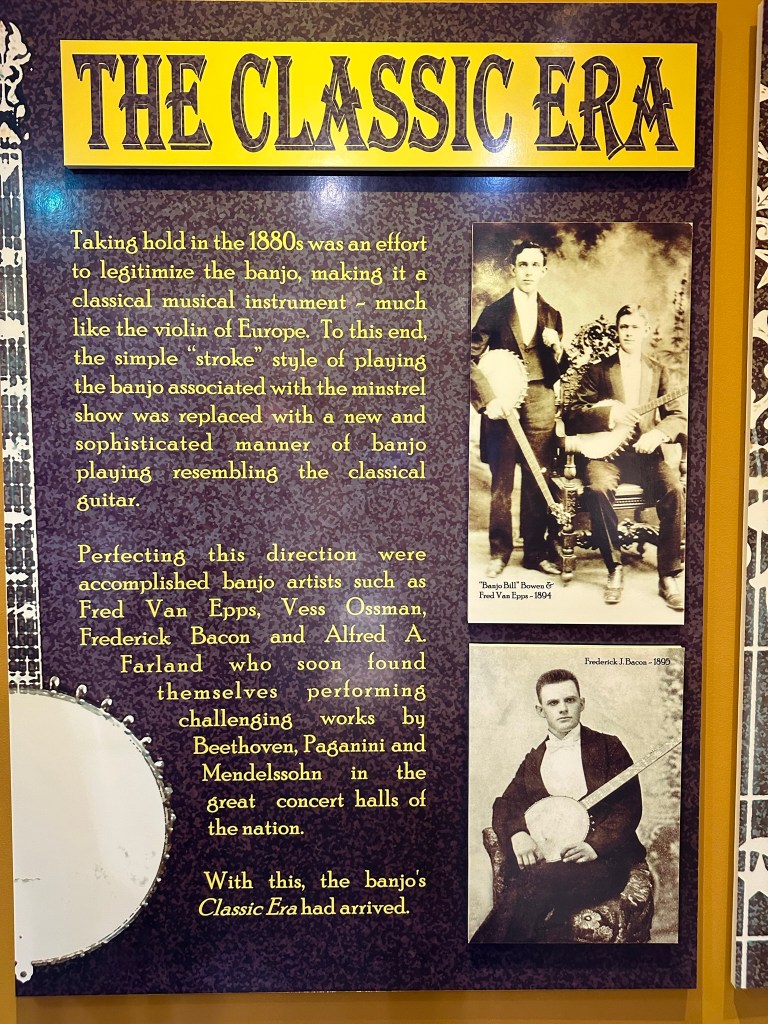 THE CLASSIC ERA
Taking hold in the 1880s was an effort
to legitimize the banjo, making it a
classical musical instrument - much
like the violin of Europe. To this end,
the simple “stroke” style of playing
the banjo associated with the minstrel
show was replaced with a new and
sophisticated manner of banjo
playing resembling the classical
guitar.
Perfecting this direction were
accomplished banjo artists such as
Fred Van Epps, Vess Ossman,
Frederick Bacon and Alfred A.
Farland who soon found
themselves performing
challenging works by
Beethoven, Paganini and
Mendelssohn in the
great concert halls of
the nation.
With this, the banjo's
Classic Era had arrived.
"Banjo Bill" Bowen &
Fred Van Epps - 1894
Frederick J. Bacon - 1895